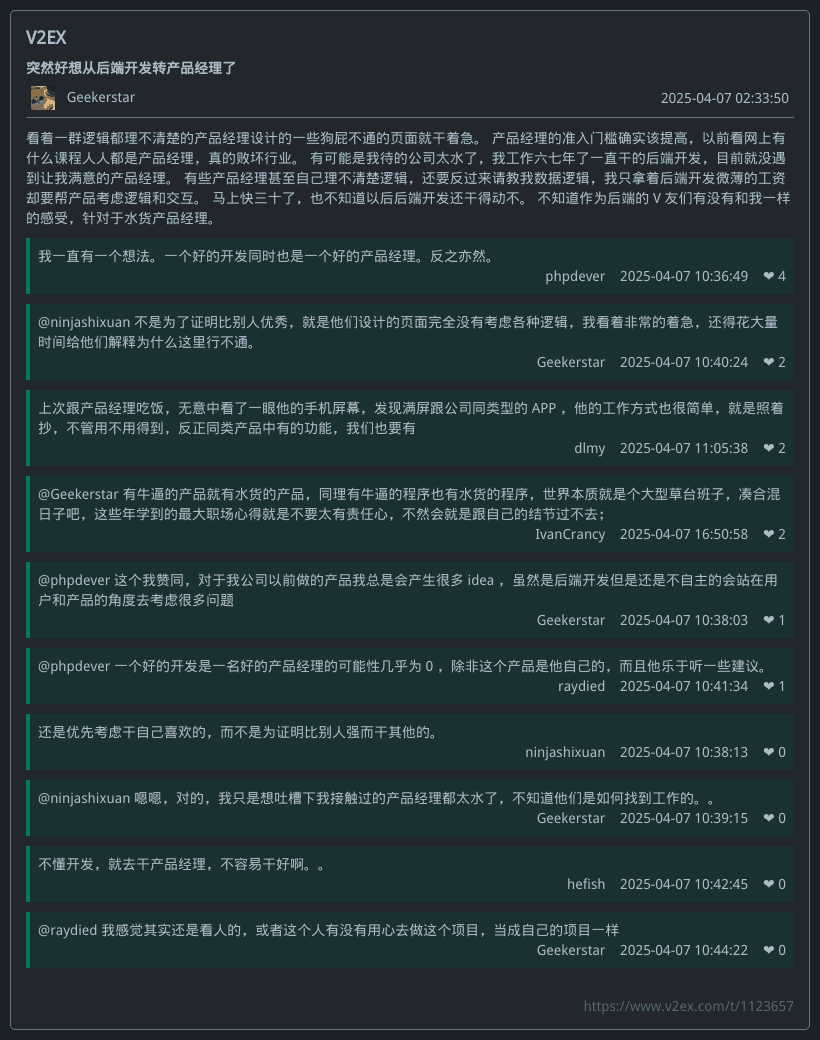 V2EX
突然好想从后端开发转产品经理了
Geekerstar
2025-04-07 02:33:50
看着一群逻辑都理不清楚的产品经理设计的一些狗屁不通的页面就干着急。 产品经理的准入门槛确实该提高，以前看网上有
什么课程人人都是产品经理，真的败坏行业。 有可能是我待的公司太水了，我工作六七年了一直干的后端开发，目前就没遇
到让我满意的产品经理。 有些产品经理甚至自己理不清逻辑，还要反过来请教我数据逻辑，我只拿着后端开发微薄的工资
却要帮产品考虑逻辑和交互。 马上快三十了，也不知道以后后端开发还干得动不。 不知道作为后端的 V 友们有没有和我一样
的感受，针对于水货产品经理。
我一直有一个想法。一个好的开发同时也是一个好的产品经理。反之亦然。
phpdever 2025-04-07 10:36:49 ❤ 4
@ninjashixuan 不是为了证明比别人优秀，就是他们设计的页面完全没有考虑各种逻辑，我看着非常的着急，还得花大量
时间给他们解释为什么这里行不通。
Geekerstar 2025-04-07 10:40:24 ❤ 2
上次跟产品经理吃饭，无意中看了一眼他的手机屏幕，发现满屏跟公司同类型的 APP ，他的工作方式也很简单，就是照着
抄，不管用不用得到，反正同类产品中有的功能，我们也要有
dlmy 2025-04-07 11:05:38 ❤ 2
@Geekerstar 有牛逼的产品就有水货的产品，同理有牛逼的程序也有水货的程序，世界本质就是个大型草台班子，凑合混
日子吧，这些年学到的最大职场心得就是不要太有责任心，不然会就是跟自己的结节过不去；
IvanCrancy 2025-04-07 16:50:58 ❤ 2
@phpdever 这个我赞同，对于我公司以前做的产品我总是会产生很多 idea ，虽然是后端开发但是还是不自主的会站在用
户和产品的角度去考虑很多问题
Geekerstar 2025-04-07 10:38:03 ❤ 1
@phpdever 一个好的开发是一名好的产品经理的可能性几乎为 0 ，除非这个产品是他自己的，而且他乐于听一些建议。
raydied 2025-04-07 10:41:34 ❤ 1
还是优先考虑干自己喜欢的，而不是为证明比别人强而干其他的。
ninjashixuan 2025-04-07 10:38:13 ❤ 0
@ninjashixuan 嗯嗯，对的，我只是想吐槽下我接触过的产品经理都太水了，不知道他们是如何找到工作的。。
Geekerstar 2025-04-07 10:39:15 ❤ 0
不懂开发，就去干产品经理，不容易干好啊。。
hefish 2025-04-07 10:42:45 ❤ 0
@raydied 我感觉其实还是看人的，或者这个人有没有用心去做这个项目，当成自己的项目一样
Geekerstar 2025-04-07 10:44:22 ❤ 0
https://www.v2ex.com/t/1123657